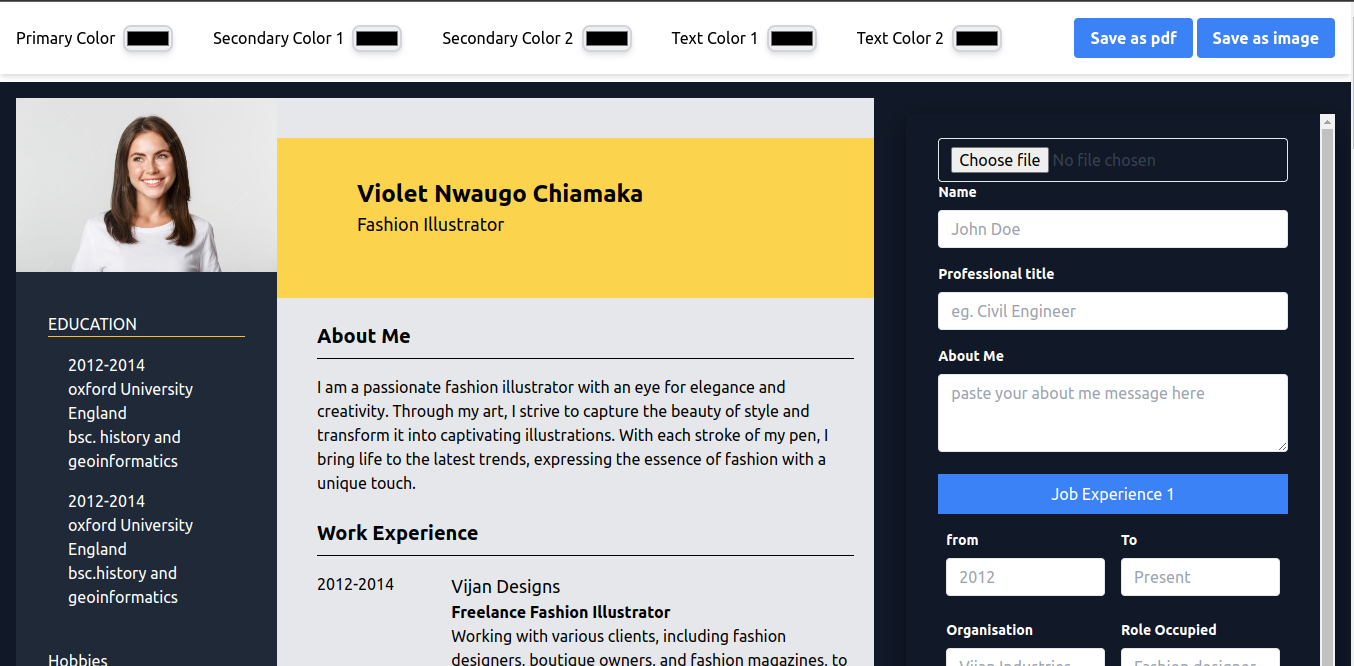 Primary Color
Secondary Color 1
Secondary Color 2
Text Color 1
Text Color 2
Save as pdf
Save as image
Violet Nwaugo Chiamaka
Fashion Illustrator
EDUCATION
2012-2014
oxford University
England
bsc. history and
geoinformatics
2012-2014
oxford University
England
bsc.history and
geoinformatics
Hobbies
About Me
I am a passionate fashion illustrator with an eye for elegance and
creativity. Through my art, I strive to capture the beauty of style and
transform it into captivating illustrations. With each stroke of my pen, I
bring life to the latest trends, expressing the essence of fashion with a
unique touch.
Work Experience
2012-2014
Vijan Designs
Freelance Fashion Illustrator
Working with various clients, including fashion
designers, boutique owners, and fashion magazines, to
Choose file No file chosen
Name
John Doe
Professional title
eg. Civil Engineer
About Me
paste your about me message here
Job Experience 1
from
To
2012
Present
Organisation
Role Occupied
Vijan Industries
Fashion designer